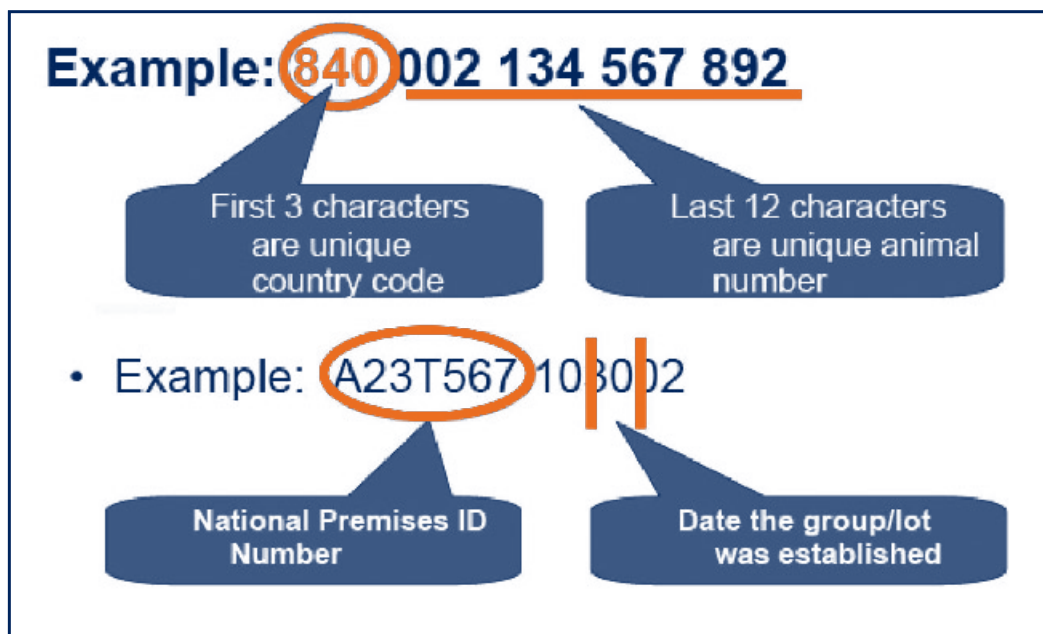 Example: 840 002 134 567 892
First 3 characters
are unique
country code
Last 12 characters
are unique animal
number
• Example: A23T567 103002
National Premises ID
Number
Date the group/lot
was established